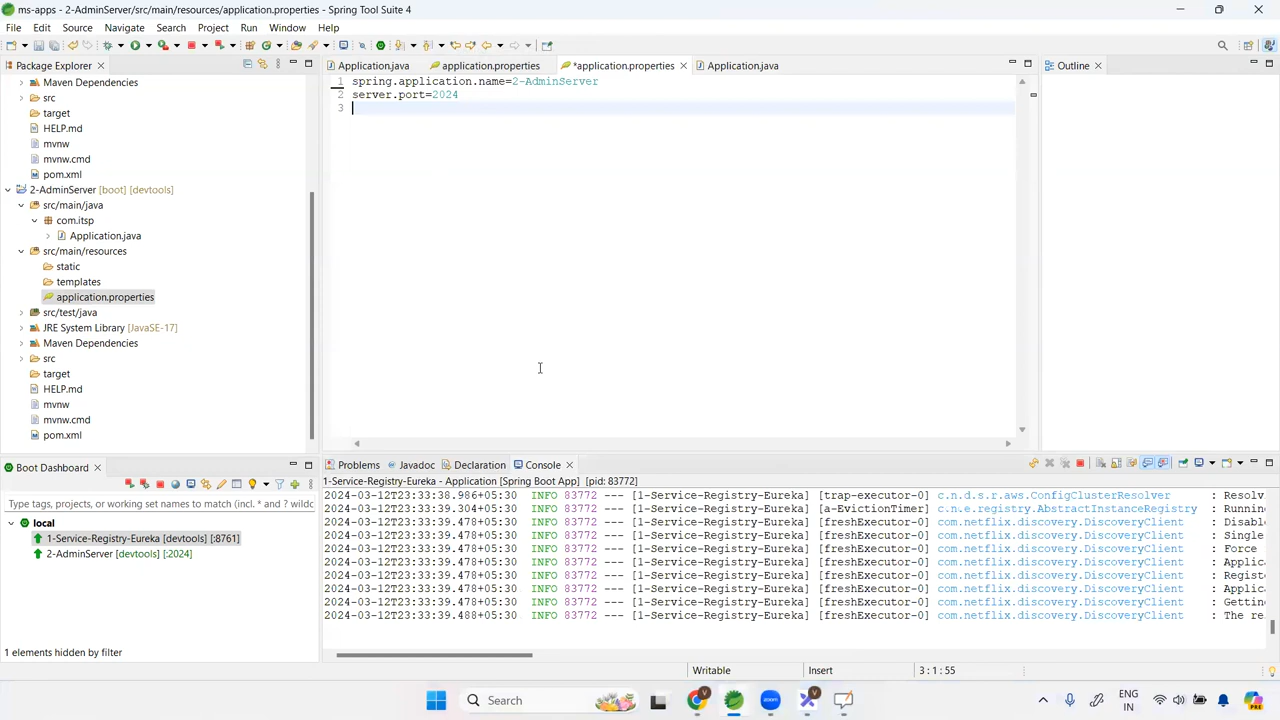 ms-apps - 2-AdminServer/src/main/resources/application.properties - Spring Tool Suite 4
File Edit Source Navigate Search Project Run Window Help
Package Explorer
Application.java application.properties *application.properties Application.java
Outline
Maven Dependencies
src
target
HELP.md
mvnw
mvnw.cmd
pom.xml
2-AdminServer [boot] [devtools]
src/main/java
com.itsp
Application.java
src/main/resources
static
templates
application.properties
src/test/java
JRE System Library [JavaSE-17]
Maven Dependencies
src
target
HELP.md
mvnw
mvnw.cmd
pom.xml
1 spring.application.name=2-AdminServer
2 server.port=2024
3
Boot Dashboard
Type tags, projects, or working set names to match (incl. * and ? wildcd
local
1-Service-Registry-Eureka [devtools] [:8761]
2-AdminServer [devtools] [:2024]
1 elements hidden by filter
Problems Javadoc Declaration Console
1-Service-Registry-Eureka - Application [Spring Boot App] [pid: 83772]
2024-03-12T23:33:38.986+05:30 INFO 83772 --- [1-Service-Registry-Eureka] [trap-executor-0] c.n.d.s.r.aws.ConfigClusterResolver : Resolv
2024-03-12T23:33:39.304+05:30 INFO 83772 --- [1-Service-Registry-Eureka] [a-EvictionTimer] c.n.e.registry.AbstractInstanceRegistry : Runnin
2024-03-12T23:33:39.478+05:30 INFO 83772 --- [1-Service-Registry-Eureka] [freshExecutor-0] com.netflix.discovery.DiscoveryClient : Disabl
2024-03-12T23:33:39.478+05:30 INFO 83772 --- [1-Service-Registry-Eureka] [freshExecutor-0] com.netflix.discovery.DiscoveryClient : Single
2024-03-12T23:33:39.478+05:30 INFO 83772 --- [1-Service-Registry-Eureka] [freshExecutor-0] com.netflix.discovery.DiscoveryClient : Force
2024-03-12T23:33:39.478+05:30 INFO 83772 --- [1-Service-Registry-Eureka] [freshExecutor-0] com.netflix.discovery.DiscoveryClient : Applic
2024-03-12T23:33:39.478+05:30 INFO 83772 --- [1-Service-Registry-Eureka] [freshExecutor-0] com.netflix.discovery.DiscoveryClient : Regist
2024-03-12T23:33:39.478+05:30 INFO 83772 --- [1-Service-Registry-Eureka] [freshExecutor-0] com.netflix.discovery.DiscoveryClient : Applic
2024-03-12T23:33:39.478+05:30 INFO 83772 --- [1-Service-Registry-Eureka] [freshExecutor-0] com.netflix.discovery.DiscoveryClient : Gettin
2024-03-12T23:33:39.488+05:30 INFO 83772 --- [1-Service-Registry-Eureka] [freshExecutor-0] com.netflix.discovery.DiscoveryClient : The re
Writable Insert 3 : 1 : 55
Search
zoom
ENG
IN
PRE